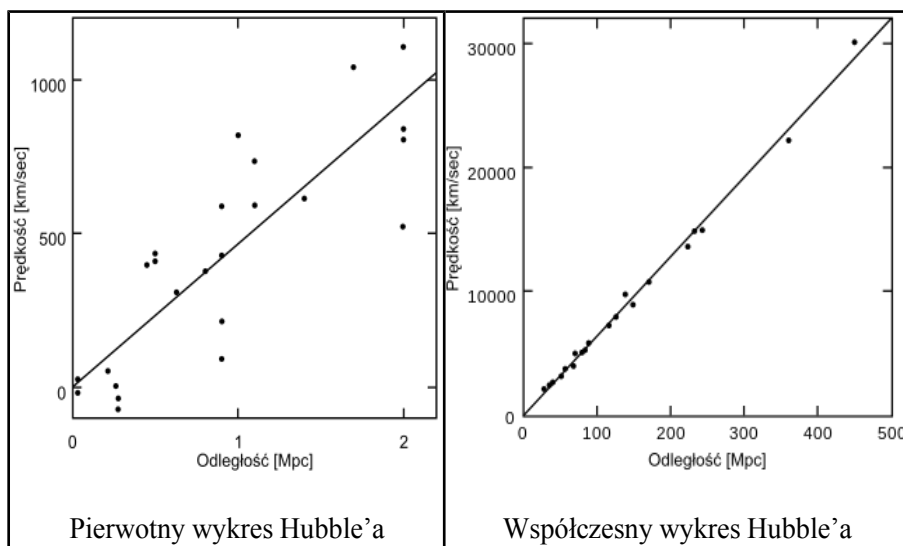 1000
500
0
Prędkość [km/sec]
0 1 2
Odległość [Mpc]
Pierwotny wykres Hubble’a
30000
20000
10000
0
Prędkość [km/sec]
0 100 200 300 400 500
Odległość [Mpc]
Współczesny wykres Hubble’a